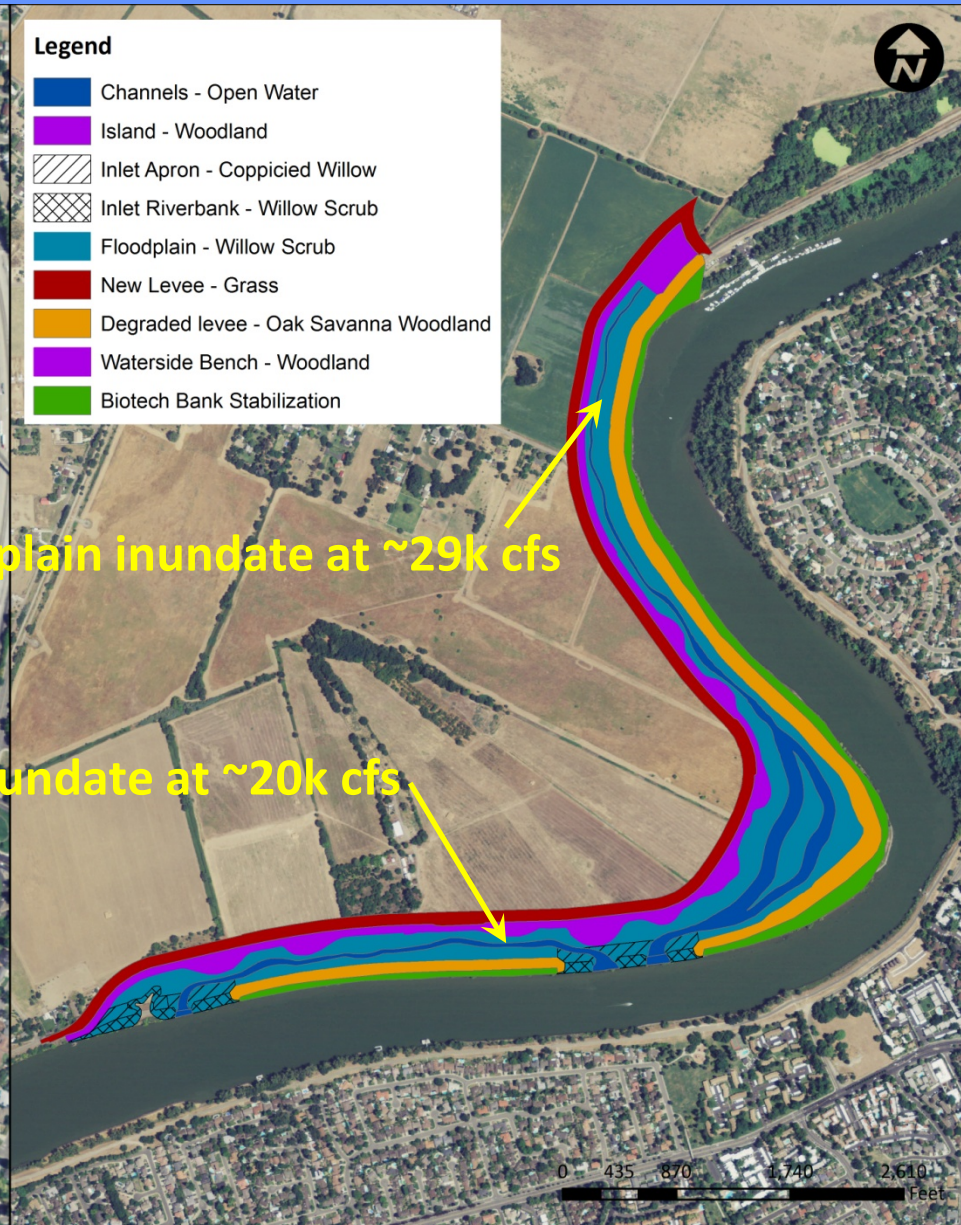 Legend
Channels - Open Water
Island - Woodland
Inlet Apron - Coppicied Willow
Inlet Riverbank - Willow Scrub
Floodplain - Willow Scrub
New Levee - Grass
Degraded levee - Oak Savanna Woodland
Waterside Bench - Woodland
Biotech Bank Stabilization
N
plain inundate at ~29k cfs
undate at ~20k cfs
0 435 870 1,740 2,610
Feet